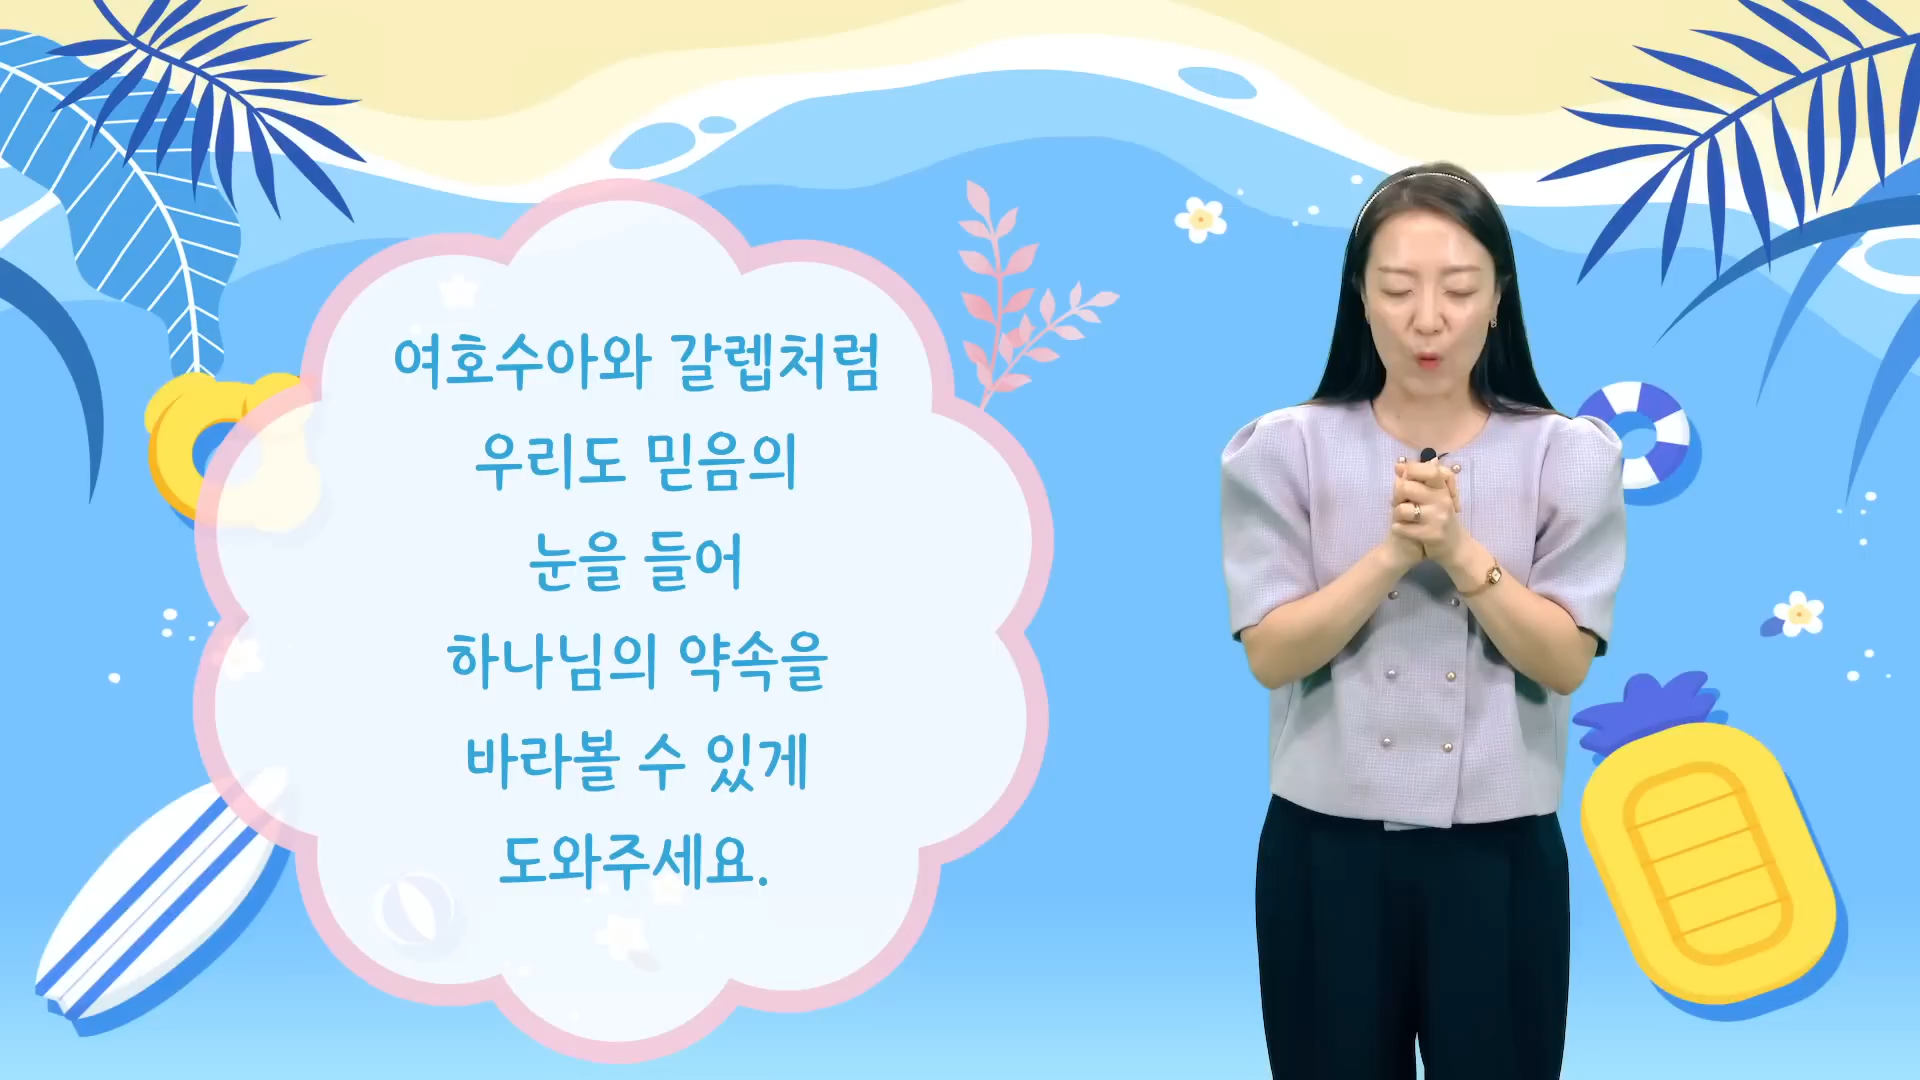 여호수아와 갈렙처럼
우리도 믿음의
눈을 들어
하나님의 약속을
바라볼 수 있게
도와주세요.